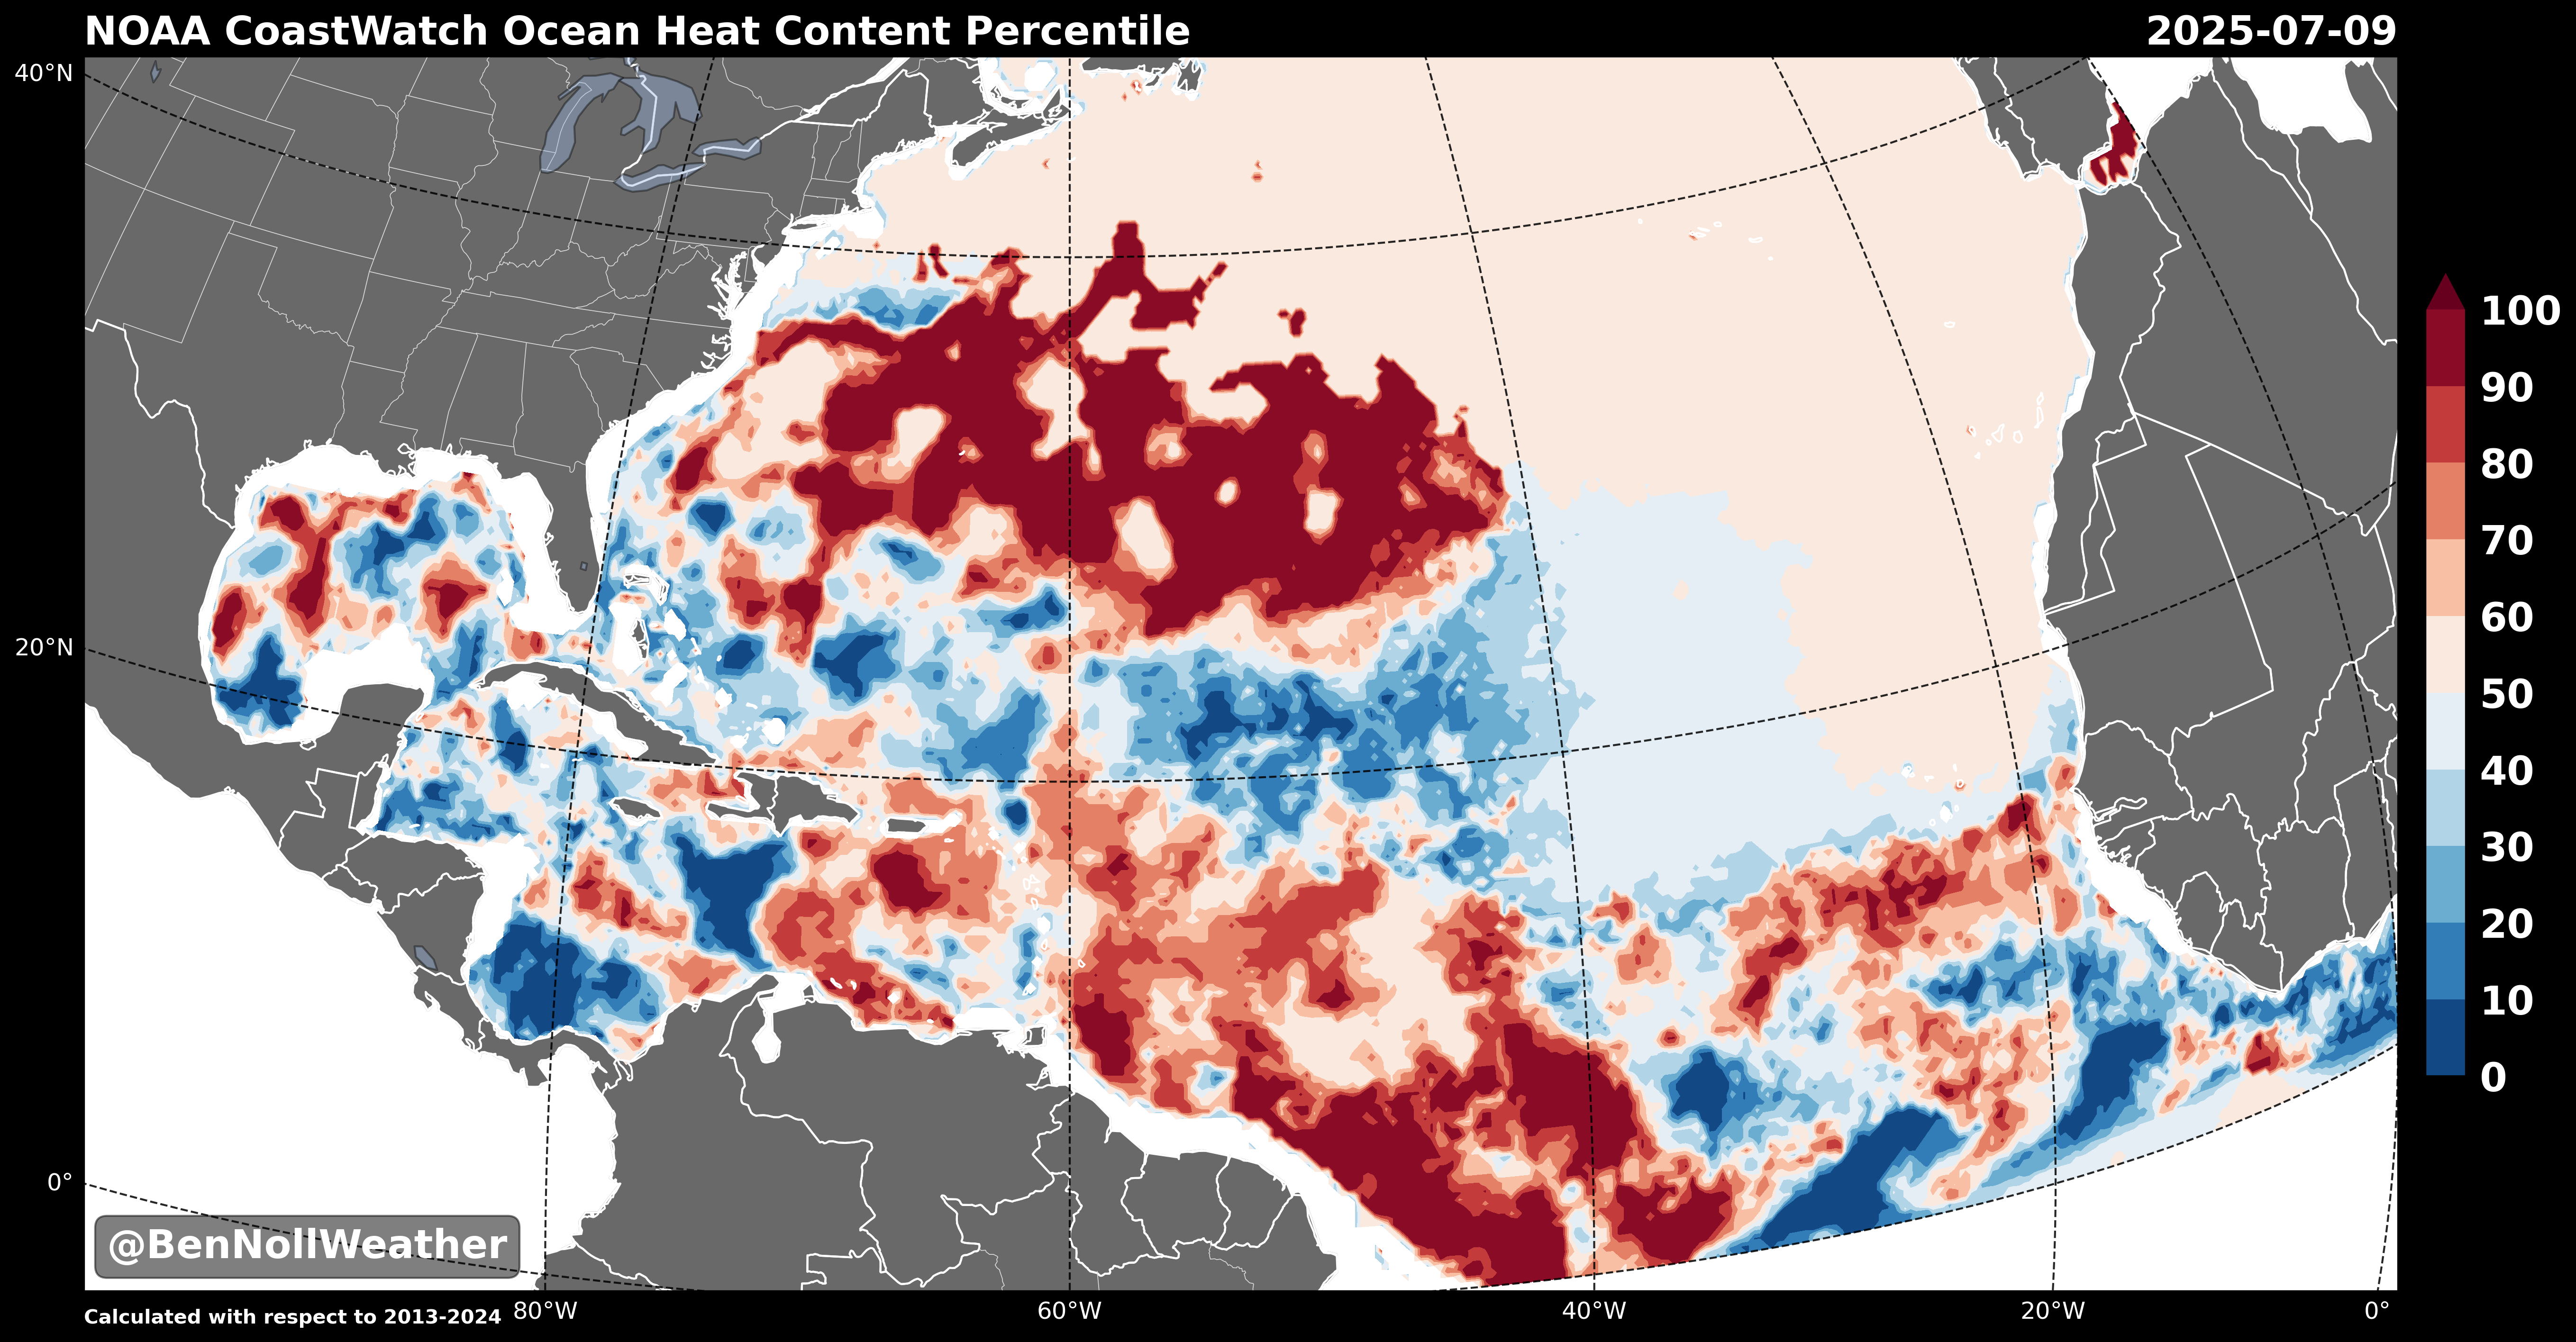 NOAA CoastWatch Ocean Heat Content Percentile
2025-07-09
40°N
20°N
0°
100
90
80
70
60
50
40
30
20
10
0
@BenNollWeather
Calculated with respect to 2013-2024
80°W
60°W
40°W
20°W
0°